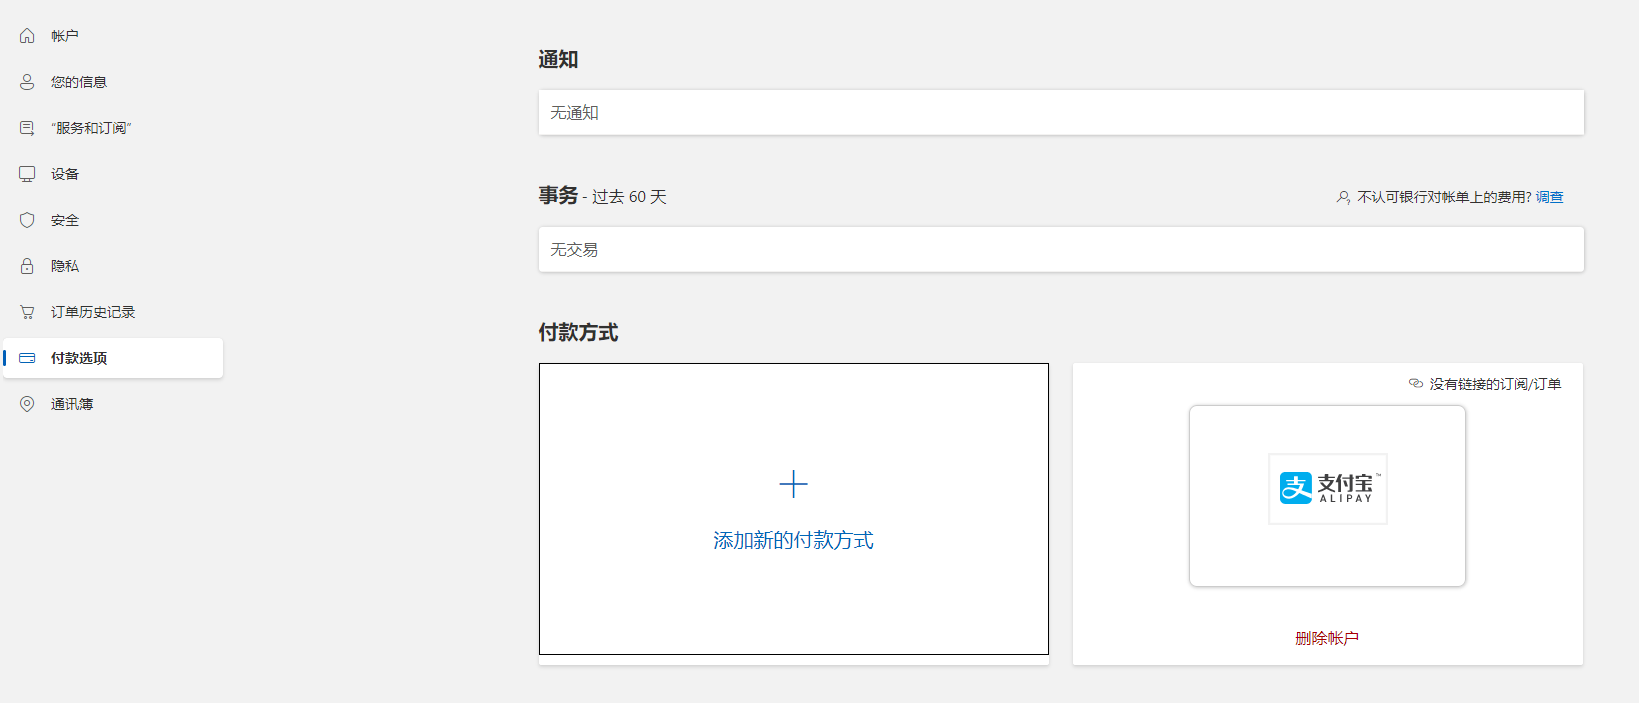 帐户
您的信息
"服务和订阅"
设备
安全
隐私
订单历史记录
付款选项
通讯簿
通知
无通知
事务 - 过去 60 天
不认可银行对帐单上的费用? 调查
无交易
付款方式
添加新的付款方式
没有链接的订阅/订单
支 支付宝™
ALIPAY
删除帐户